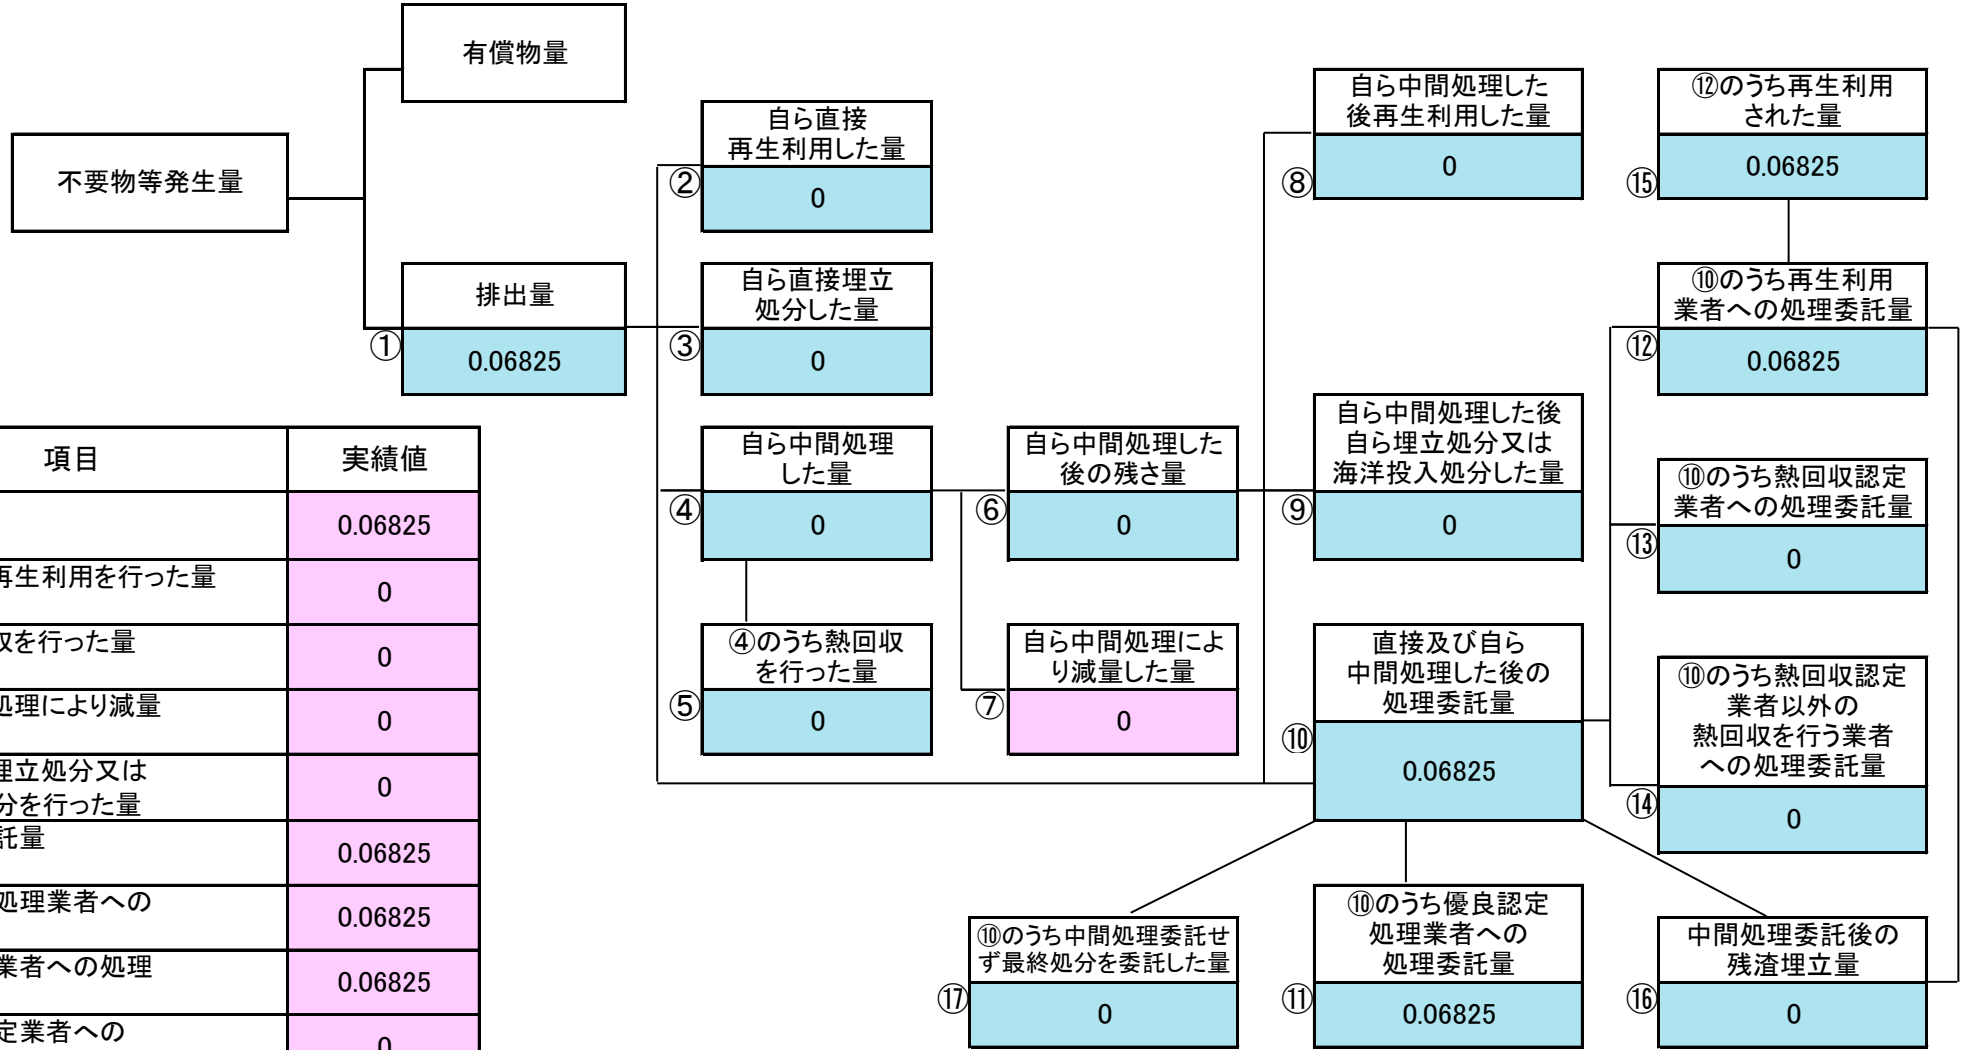 有償物量
不要物等発生量
排出量
①
0.06825
自ら直接
再生利用した量
②
0
自ら直接埋立
処分した量
③
0
自ら中間処理
した量
④
0
④のうち熱回収
を行った量
⑤
0
自ら中間処理した
後の残さ量
⑥
0
自ら中間処理によ
り減量した量
⑦
0
自ら中間処理した
後再生利用した量
⑧
0
自ら中間処理した後
自ら埋立処分又は
海洋投入処分した量
⑨
0
直接及び自ら
中間処理した後の
処理委託量
⑩
0.06825
⑫のうち再生利用
された量
⑮
0.06825
⑩のうち再生利用
業者への処理委託量
⑫
0.06825
⑩のうち熱回収認定
業者への処理委託量
⑬
0
⑩のうち熱回収認定
業者以外の
熱回収を行う業者
への処理委託量
⑭
0
⑩のうち中間処理委託せ
ず最終処分を委託した量
⑰
0
⑩のうち優良認定
処理業者への
処理委託量
⑪
0.06825
中間処理委託後の
残渣埋立量
⑯
0
項目 実績値
0.06825
再生利用を行った量 0
収を行った量 0
処理により減量 0
埋立処分又は
分を行った量 0
託量 0.06825
処理業者への 0.06825
業者への処理 0.06825
定業者への 0